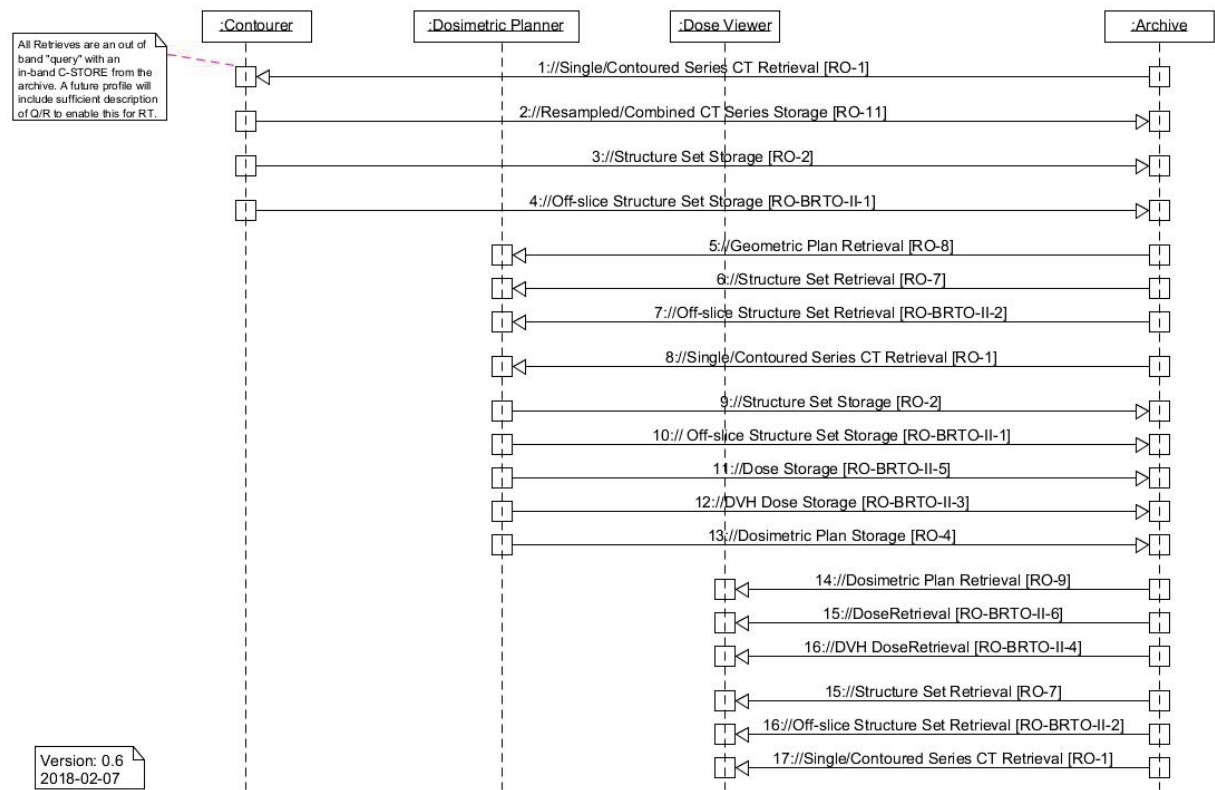 :Contourer
:Dosimetric Planner
:Dose Viewer
:Archive
All Retrieves are an out of
band "query" with an
in-band C-STORE from the
archive. A future profile will
include sufficient description
of Q/R to enable this for RT.
1://Single/Contoured Series CT Retrieval [RO-1]
2://Resampled/Combined CT Series Storage [RO-11]
3://Structure Set Storage [RO-2]
4://Off-slice Structure Set Storage [RO-BRTO-II-1]
5://Geometric Plan Retrieval [RO-8]
6://Structure Set Retrieval [RO-7]
7://Off-slice Structure Set Retrieval [RO-BRTO-II-2]
8://Single/Contoured Series CT Retrieval [RO-1]
9://Structure Set Storage [RO-2]
10:// Off-slice Structure Set Storage [RO-BRTO-II-1]
11://Dose Storage [RO-BRTO-II-5]
12://DVH Dose Storage [RO-BRTO-II-3]
13://Dosimetric Plan Storage [RO-4]
14://Dosimetric Plan Retrieval [RO-9]
15://DoseRetrieval [RO-BRTO-II-6]
16://DVH DoseRetrieval [RO-BRTO-II-4]
15://Structure Set Retrieval [RO-7]
16://Off-slice Structure Set Retrieval [RO-BRTO-II-2]
17://Single/Contoured Series CT Retrieval [RO-1]
Version: 0.6
2018-02-07